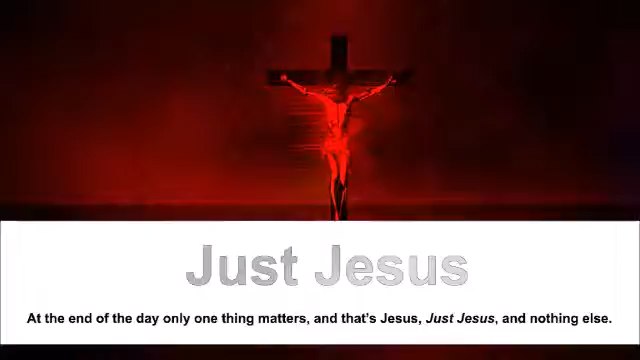 Just Jesus
At the end of the day only one thing matters, and that’s Jesus, Just Jesus, and nothing else.